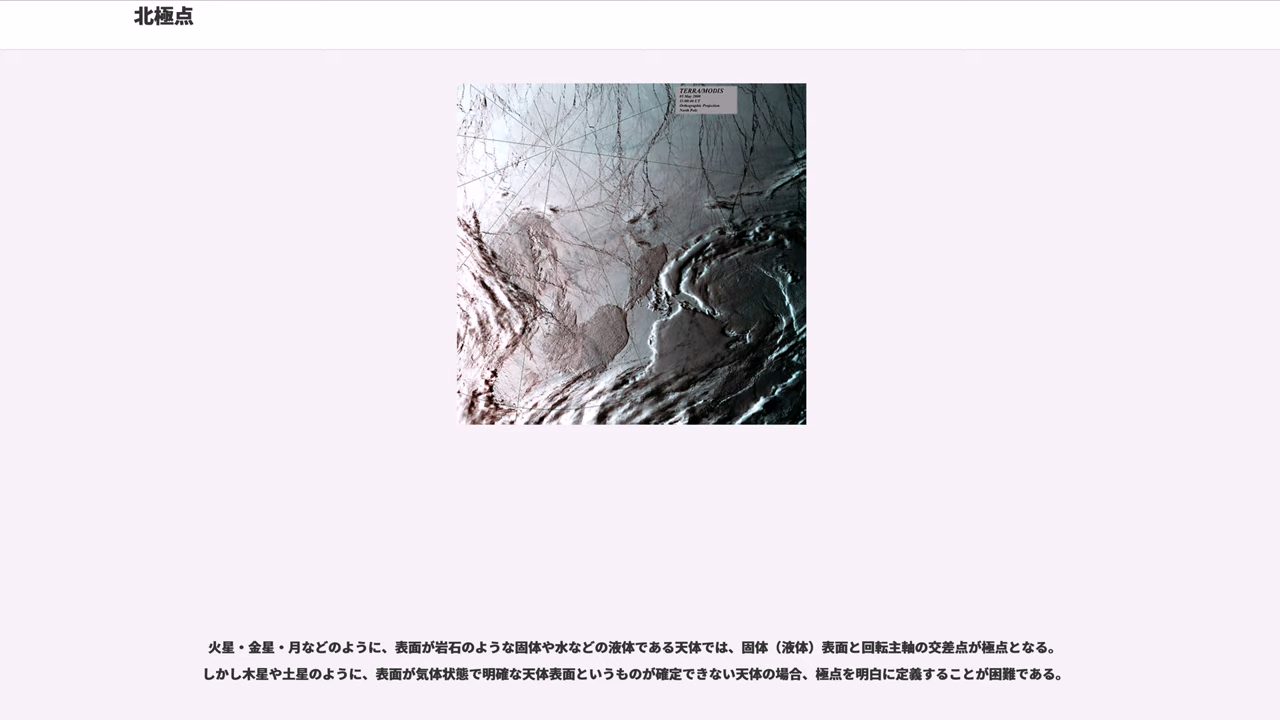 北極点
TERRA/MODIS
Orthographic Projection
North Pole
火星・金星・月などのように、表面が岩石のような固体や水などの液体である天体では、固体（液体）表面と回転主軸の交差点が極点となる。
しかし木星や土星のように、表面が気体状態で明確な天体表面というものが確定できない天体の場合、極点を明白に定義することが困難である。